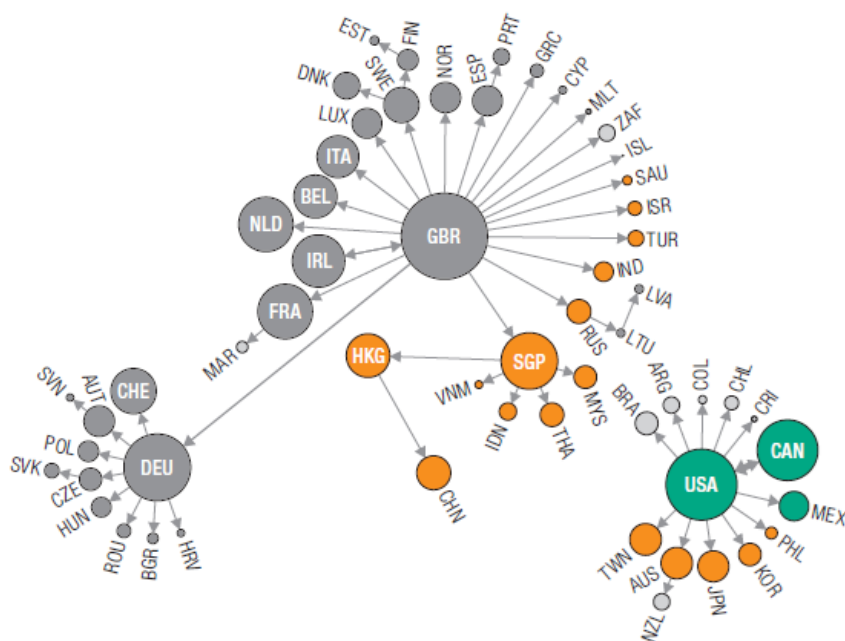 EST
FIN
DNK
SWE
NOR
ESP
PRT
GRC
CYP
MLT
ZAF
LUX
ISL
ITA
SAU
BEL
ISR
NLD
GBR
TUR
IRL
IND
LVA
FRA
RUS
LTU
MAR
HKG
SGP
VNM
MYS
IDN
THA
SVN
AUT
CHE
BRA
ARG
COL
CHL
CRI
POL
DEU
CAN
SVK
CZE
CHN
USA
HUN
MEX
ROU
BGR
HRV
TWN
AUS
JPN
KOR
PHL
NZL